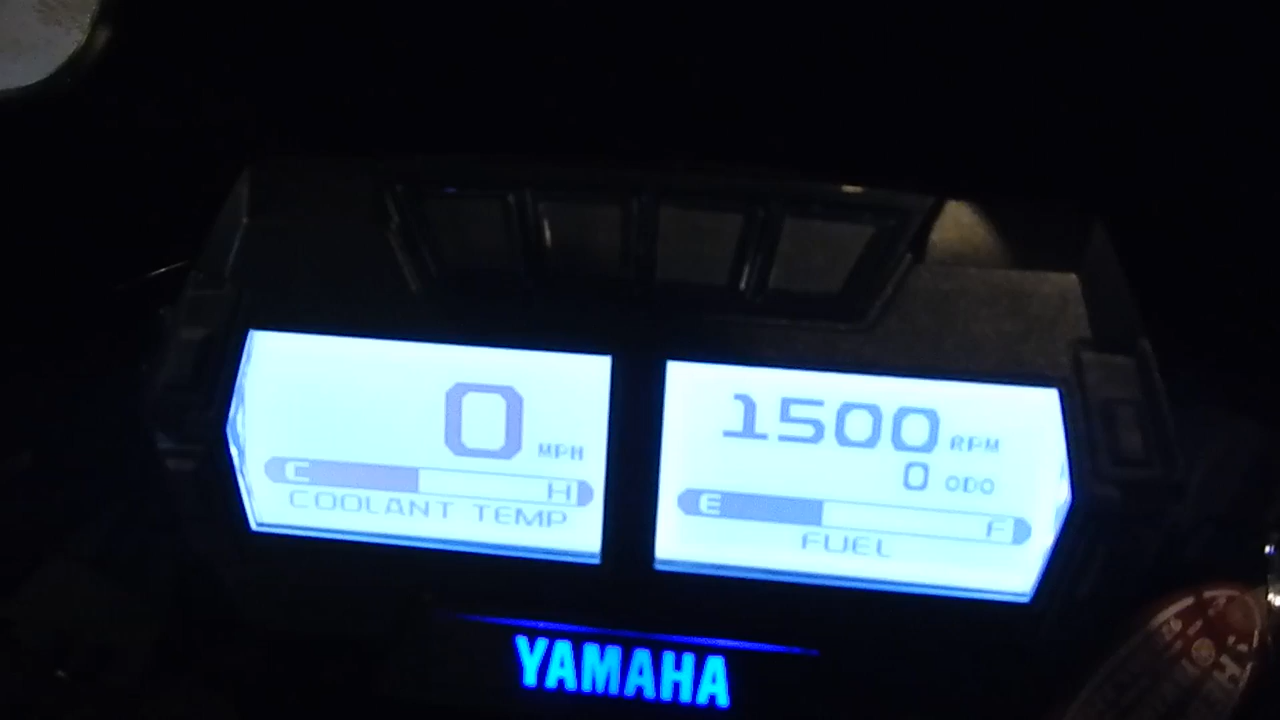 0 MPH
C H
COOLANT TEMP
1500 RPM
0 ODO
E F
FUEL
YAMAHA